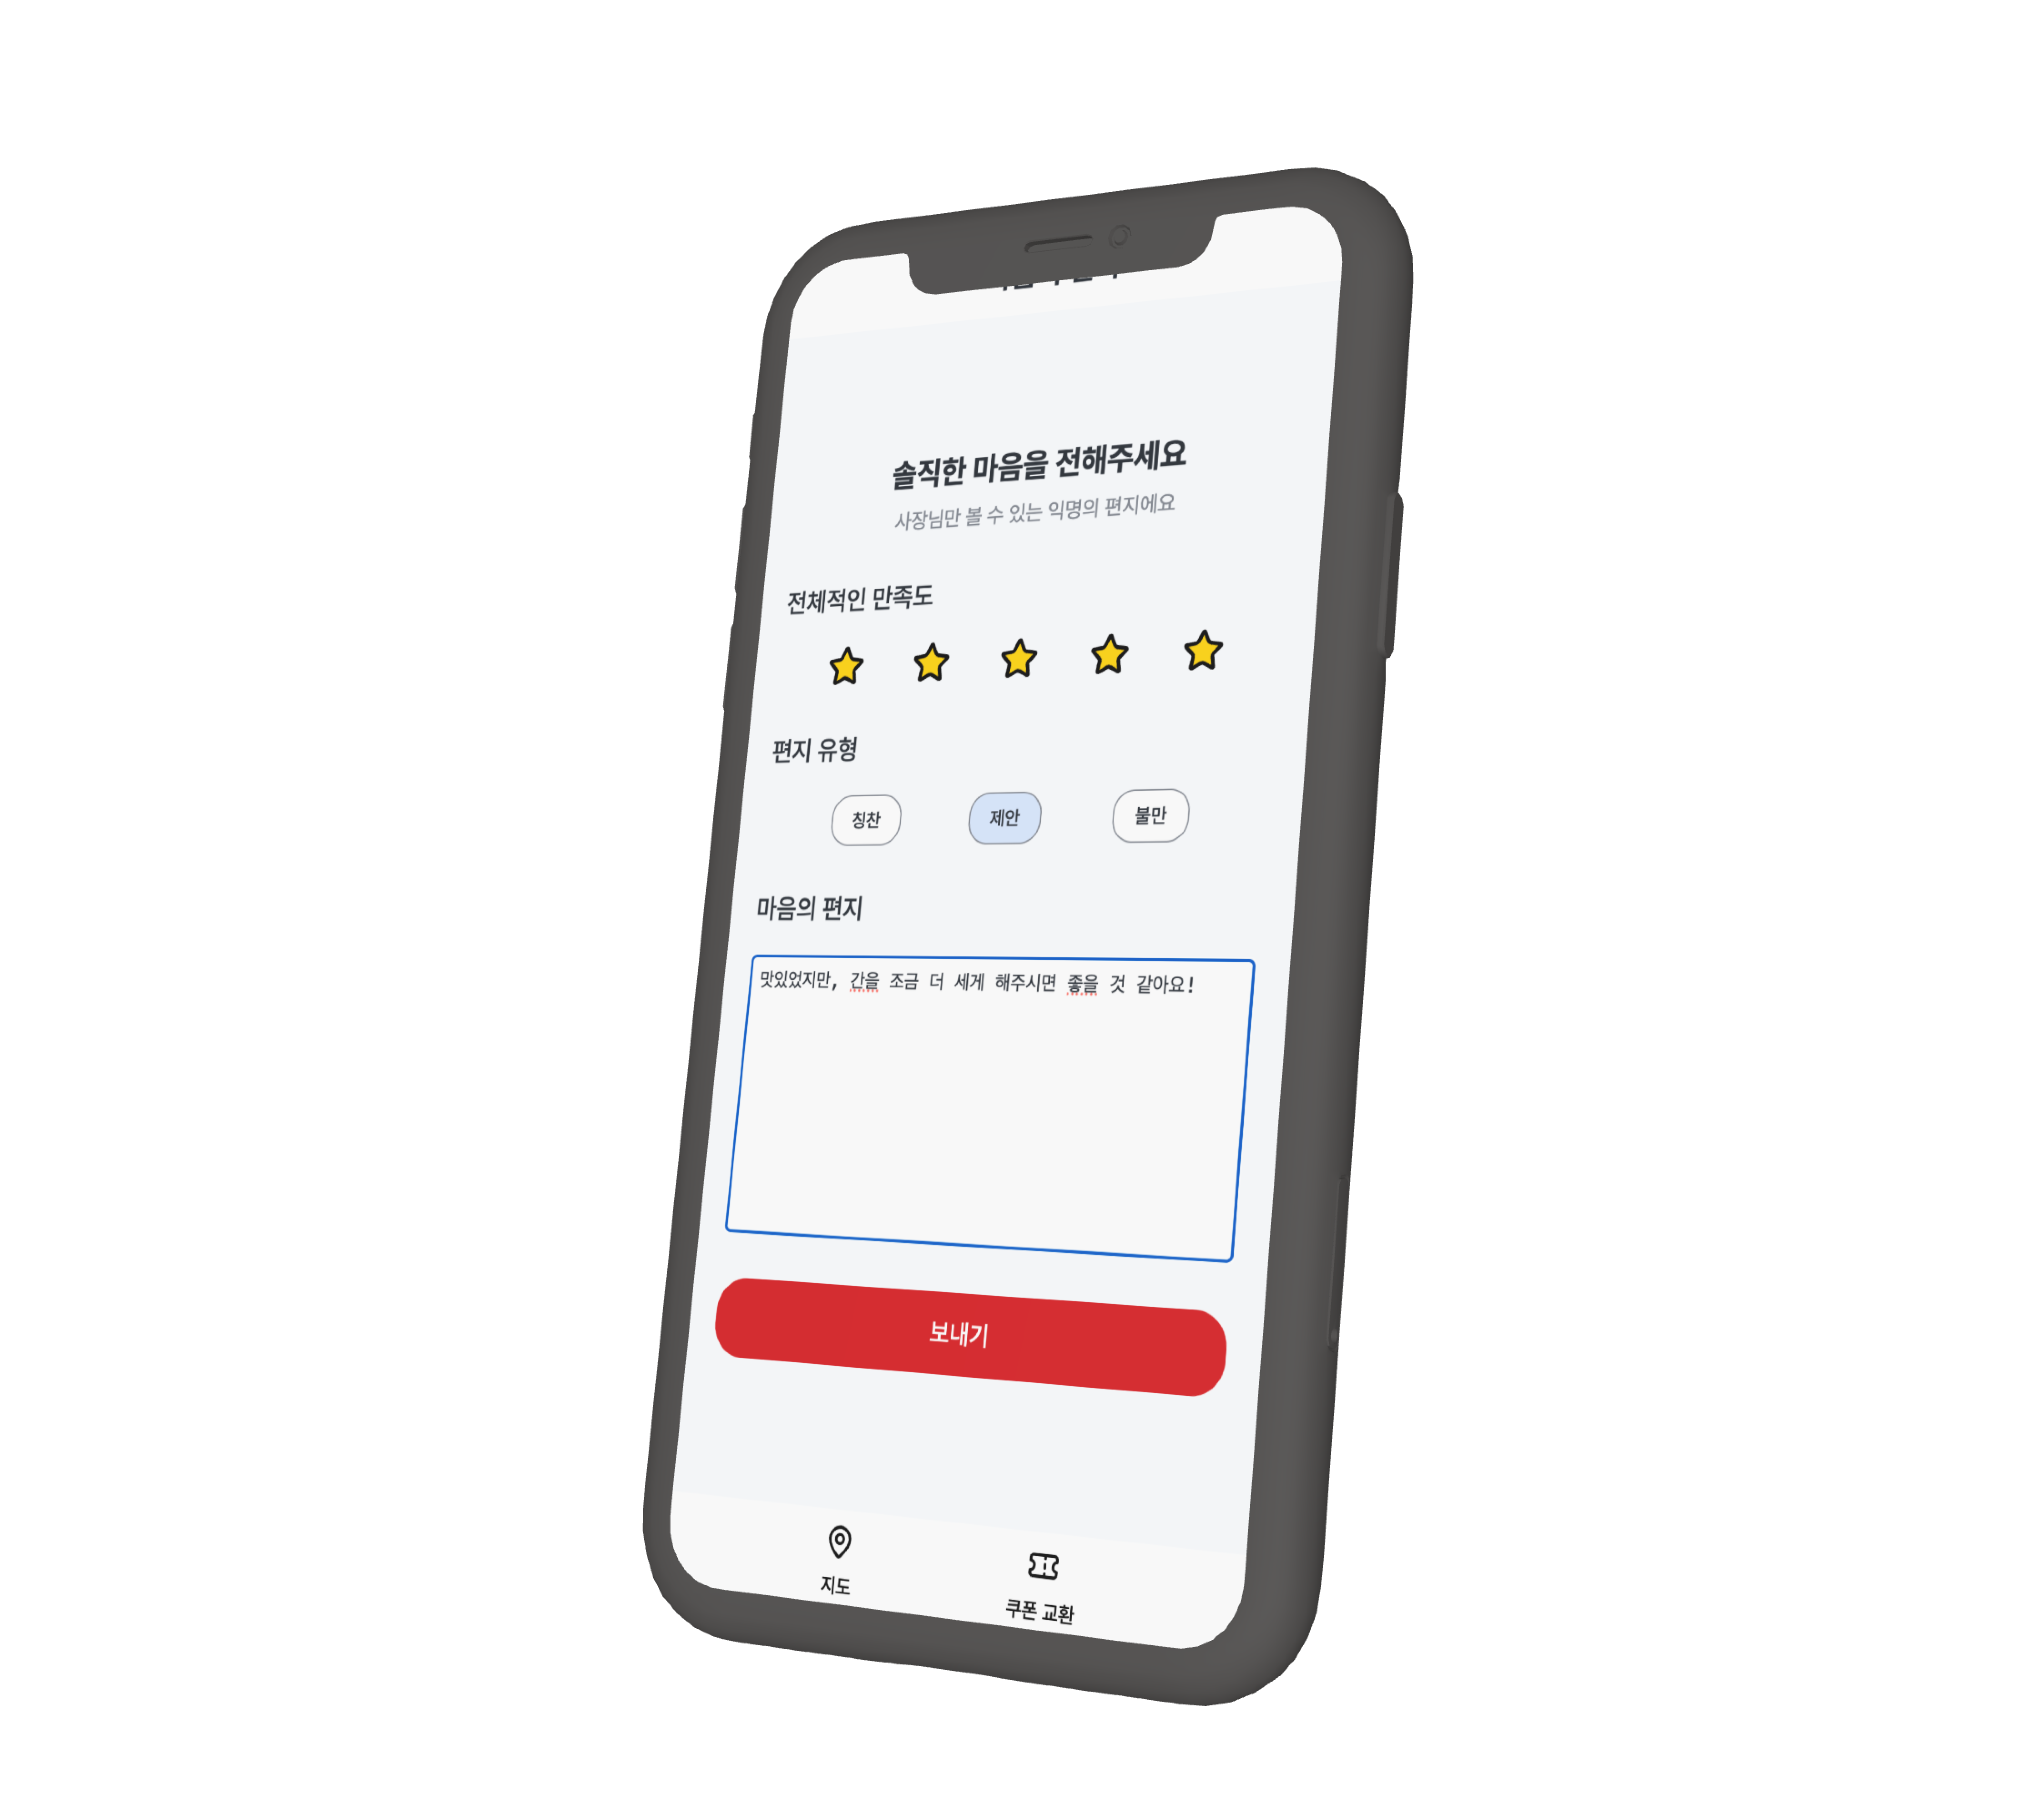 솔직한 마음을 전해주세요
사장님만 볼 수 있는 익명의 편지에요
전체적인 만족도
편지 유형
칭찬 제안 불만
마음의 편지
맛있었지만, 간을 조금 더 세게 해주시면 좋을 것 같아요!
보내기
지도 쿠폰 교환